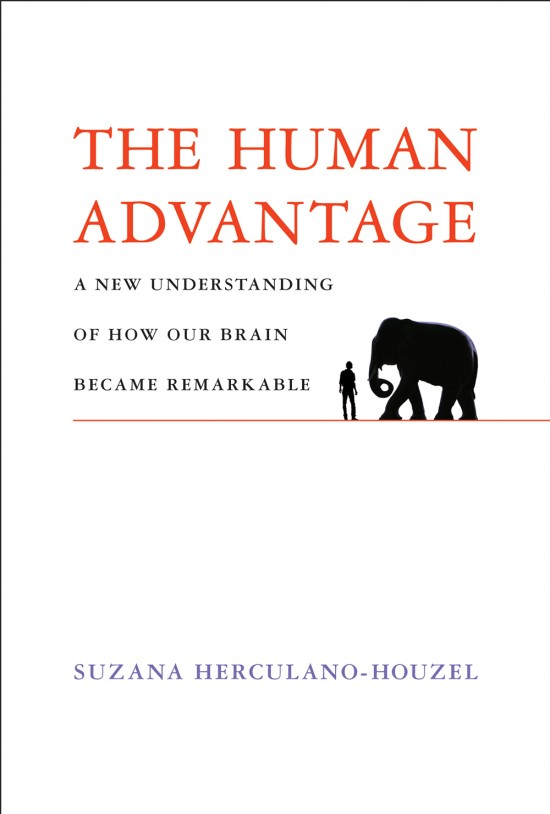 THE HUMAN
ADVANTAGE
A NEW UNDERSTANDING
OF HOW OUR BRAIN
BECAME REMARKABLE
SUZANA HERCULANO-HOUZEL